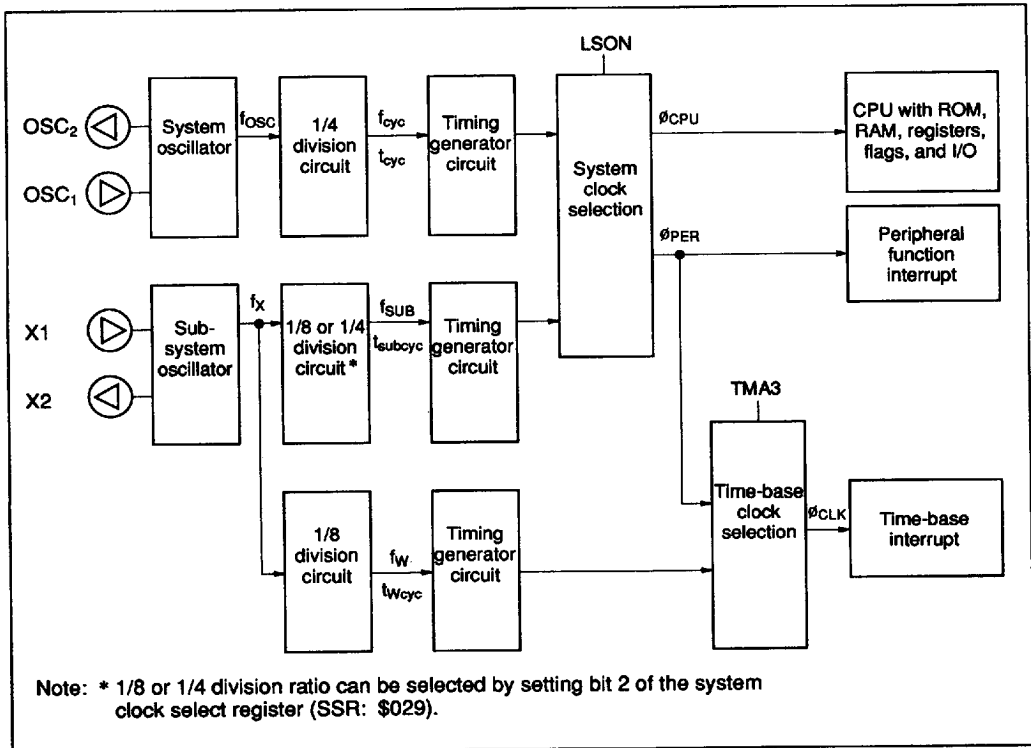 LSON
OSC₂
System
oscillator
fOSC
1/4
division
circuit
fcyc
tcyc
Timing
generator
circuit
OSC₁
System
clock
selection
øCPU
CPU with ROM,
RAM, registers,
flags, and I/O
øPER
Peripheral
function
interrupt
X1
X2
Sub-
system
oscillator
fX
1/8 or 1/4
division
circuit*
fSUB
tsubcyc
Timing
generator
circuit
TMA3
1/8
division
circuit
fW
tWcyc
Timing
generator
circuit
Time-base
clock
selection
øCLK
Time-base
interrupt
Note: * 1/8 or 1/4 division ratio can be selected by setting bit 2 of the system
clock select register (SSR: $029).